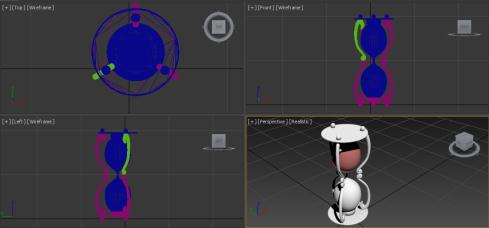 [+][Top][Wireframe]
[+][Front][Wireframe]
[+][Left][Wireframe]
[+][Perspective][Realistic]